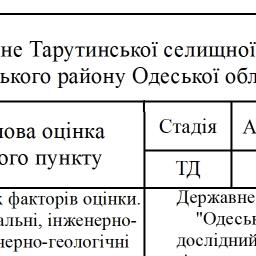 не Тарутинської селищної
ького району Одеської обл
ова оцінка
ого пункту
Стадія А
ТД
к факторів оцінки.
альні, інженерно-
нерно-геологічні
Державне
"Одесь
дослідний